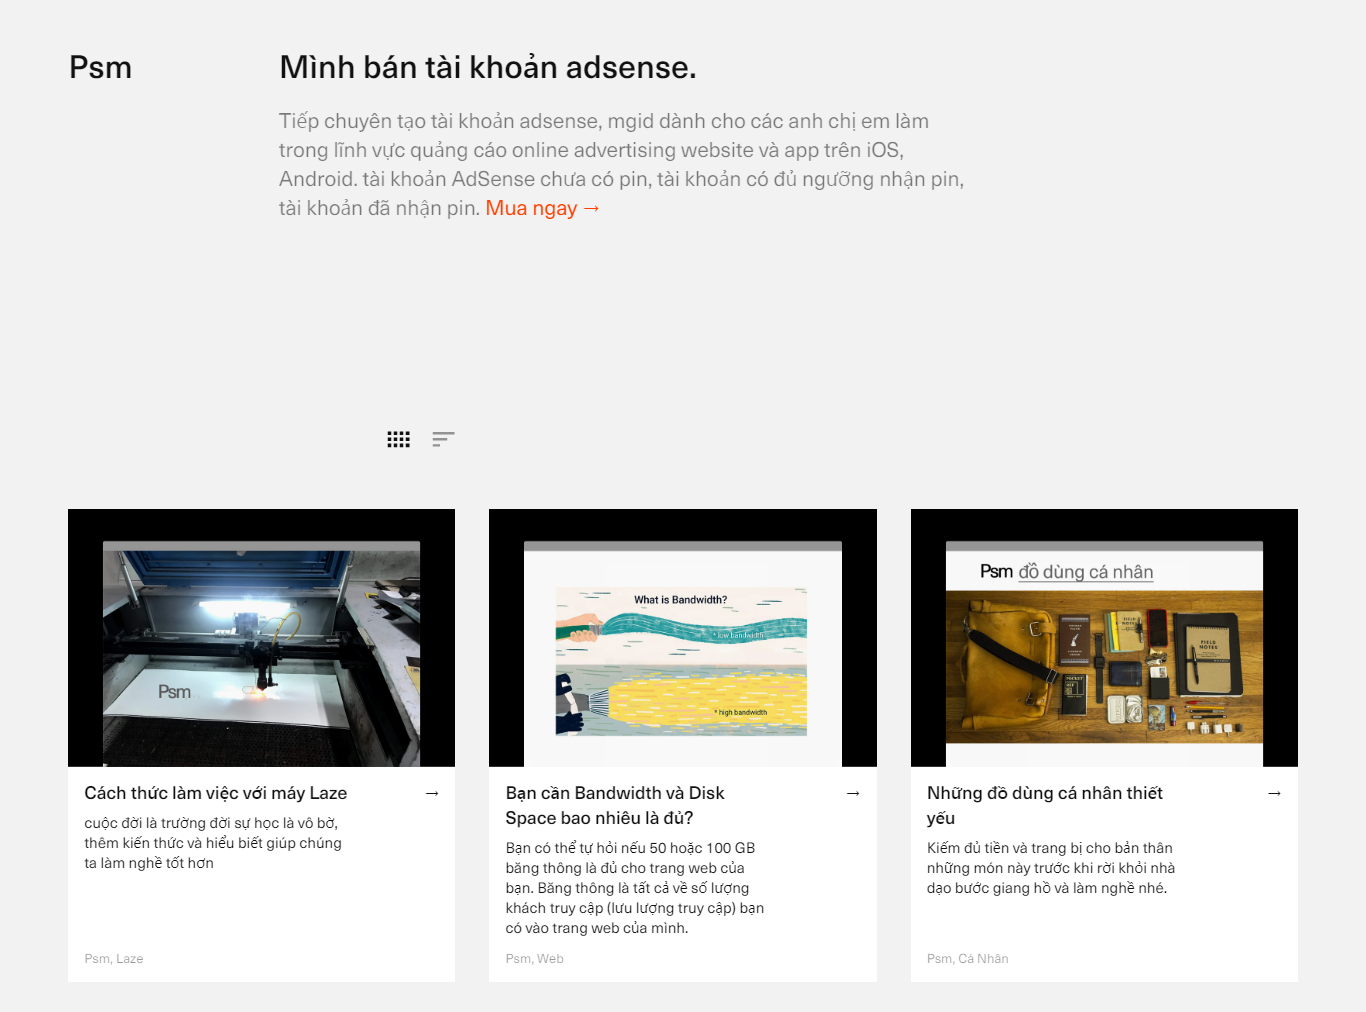 Psm
Mình bán tài khoản adsense.
Tiếp chuyên tạo tài khoản adsense, mgid dành cho các anh chị em làm
trong lĩnh vực quảng cáo online advertising website và app trên iOS,
Android. tài khoản AdSense chưa có pin, tài khoản có đủ ngưỡng nhận pin,
tài khoản đã nhận pin. Mua ngay →
Psm
What is Bandwidth?
* low bandwidth
* high bandwidth
Psm đồ dùng cá nhân
FIELD
NOTES
Cách thức làm việc với máy Laze →
cuộc đời là trường đời sự học là vô bờ,
thêm kiến thức và hiểu biết giúp chúng
ta làm nghề tốt hơn
Psm, Laze
Bạn cần Bandwidth và Disk →
Space bao nhiêu là đủ?
Bạn có thể tự hỏi nếu 50 hoặc 100 GB
băng thông là đủ cho trang web của
bạn. Băng thông là tất cả về số lượng
khách truy cập (lưu lượng truy cập) bạn
có vào trang web của mình.
Psm, Web
Những đồ dùng cá nhân thiết →
yếu
Kiếm đủ tiền và trang bị cho bản thân
những món này trước khi rời khỏi nhà
dạo bước giang hồ và làm nghề nhé.
Psm, Cá Nhân